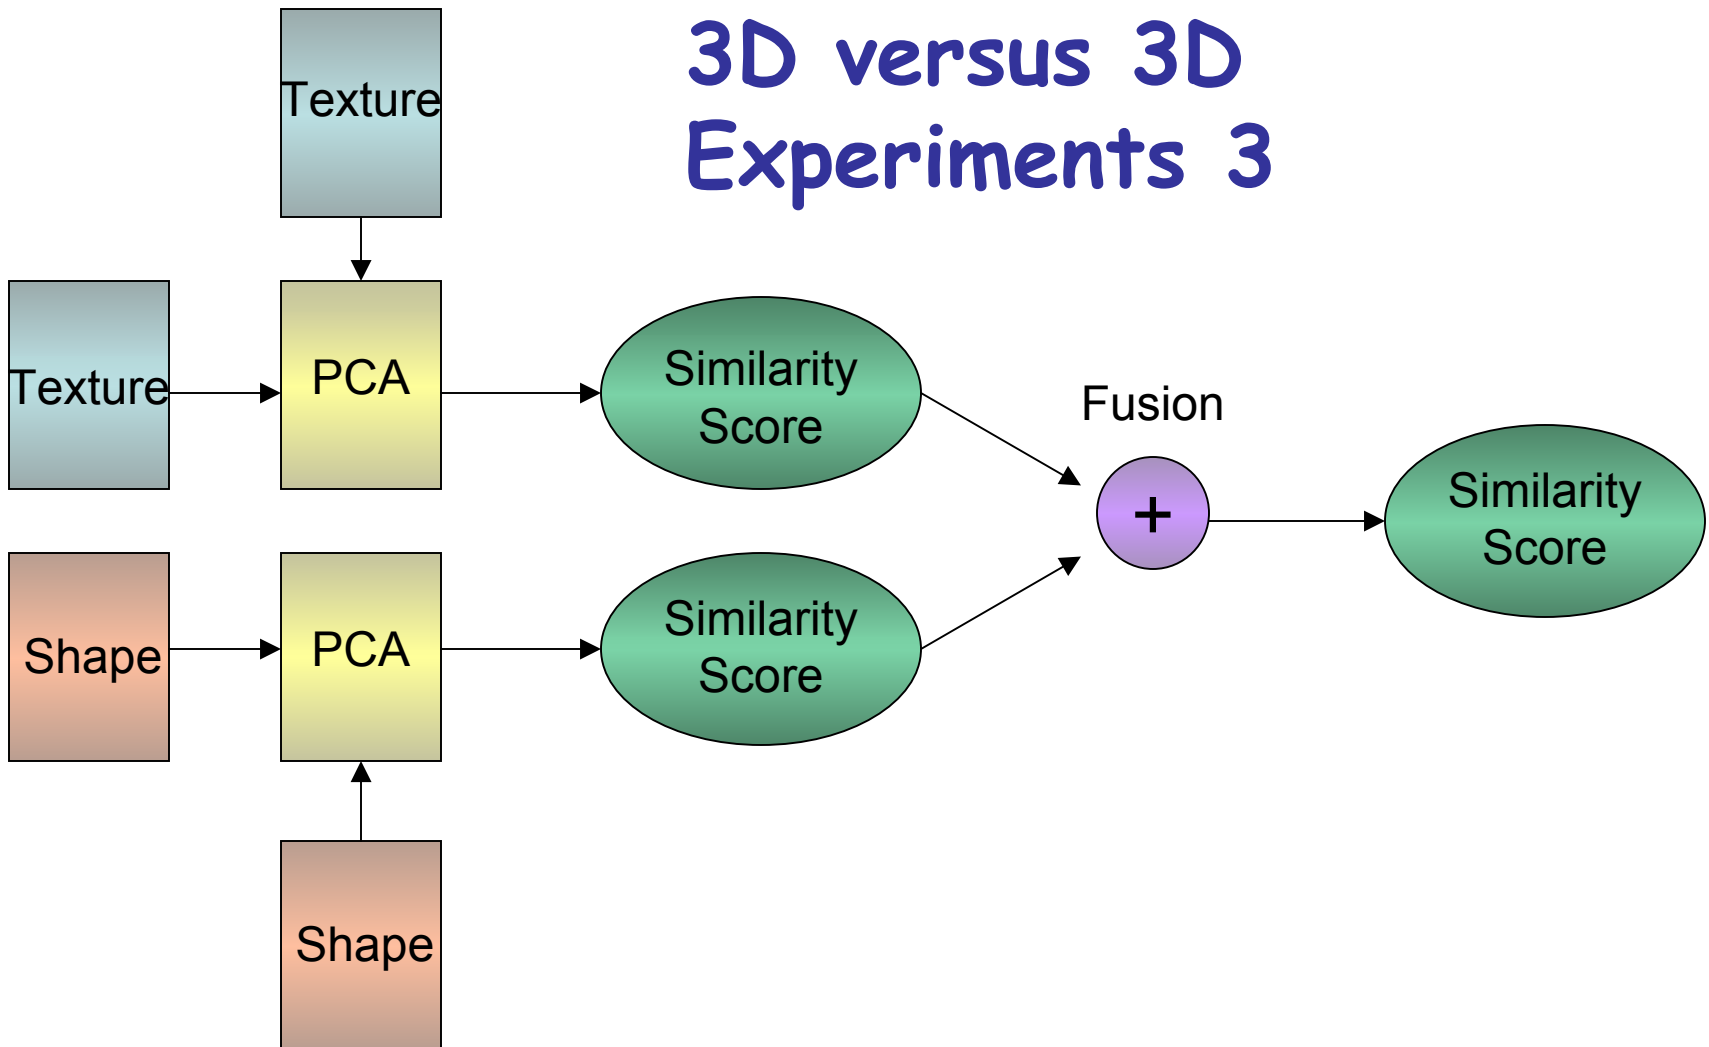 3D versus 3D
Experiments 3
Texture
Texture
PCA
Similarity
Score
Fusion
+
Similarity
Score
Shape
PCA
Similarity
Score
Shape